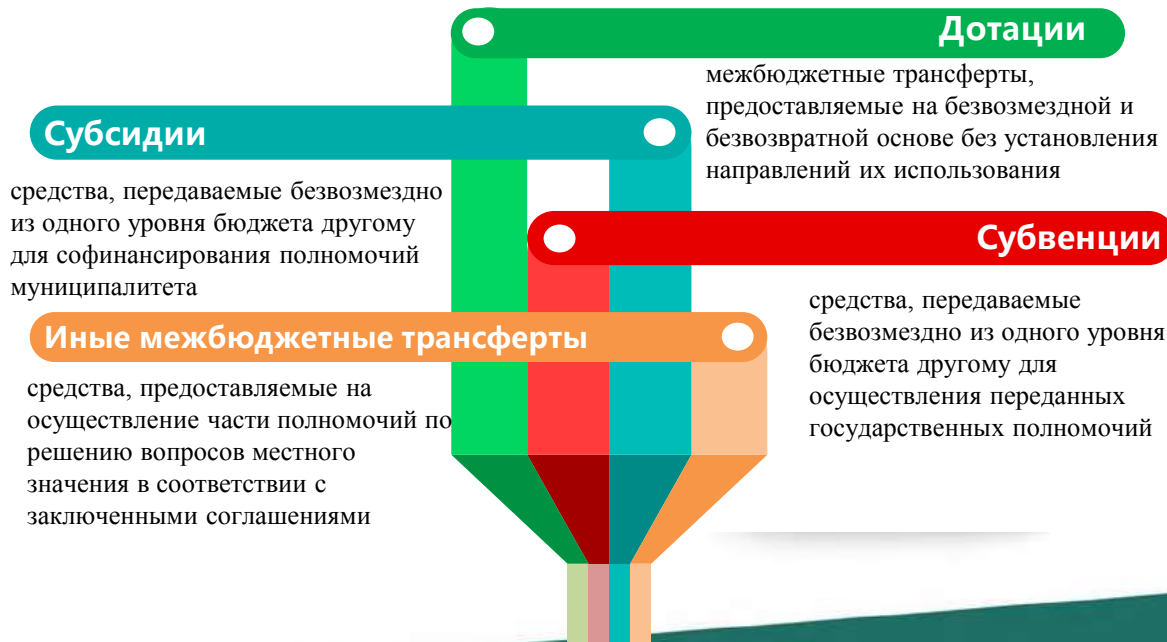 Дотации
межбюджетные трансферты,
предоставляемые на безвозмездной и
безвозвратной основе без установления
направлений их использования
Субсидии
средства, передаваемые безвозмездно
из одного уровня бюджета другому
для софинансирования полномочий
муниципалитета
Субвенции
средства, передаваемые
безвозмездно из одного уровня
бюджета другому для
осуществления переданных
государственных полномочий
Иные межбюджетные трансферты
средства, предоставляемые на
осуществление части полномочий по
решению вопросов местного
значения в соответствии с
заключенными соглашениями